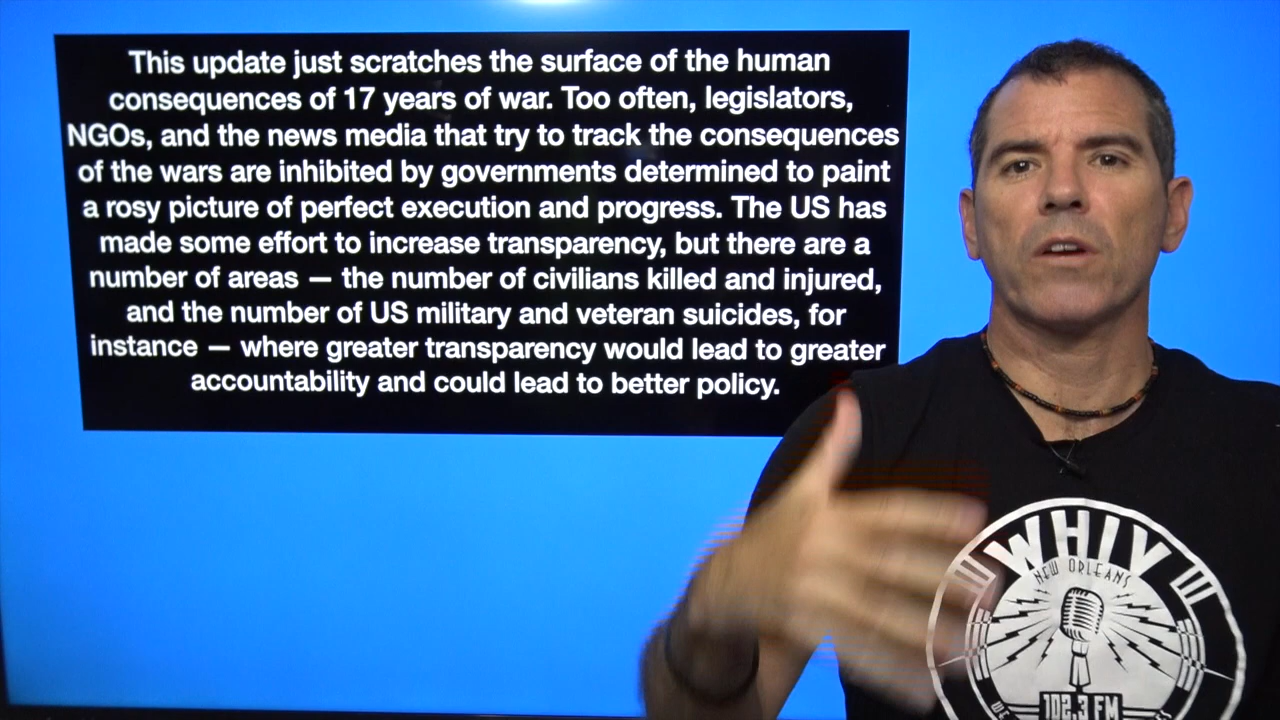 This update just scratches the surface of the human
consequences of 17 years of war. Too often, legislators,
NGOs, and the news media that try to track the consequences
of the wars are inhibited by governments determined to paint
a rosy picture of perfect execution and progress. The US has
made some effort to increase transparency, but there are a
number of areas — the number of civilians killed and injured,
and the number of US military and veteran suicides, for
instance — where greater transparency would lead to greater
accountability and could lead to better policy.
WHIV
NEW ORLEANS
102.3 FM